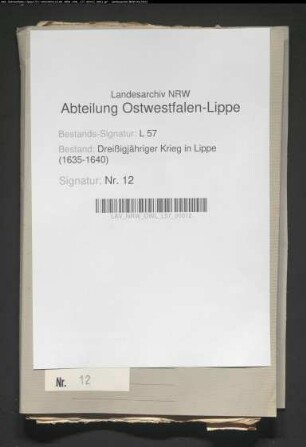 Landesarchiv NRW
Abteilung Ostwestfalen-Lippe
Bestands-Signatur: L 57
Bestand: Dreißigjähriger Krieg in Lippe
(1635-1640)
Signatur: Nr. 12
LAV_NRW_OWL_L57_00012
Nr. 12